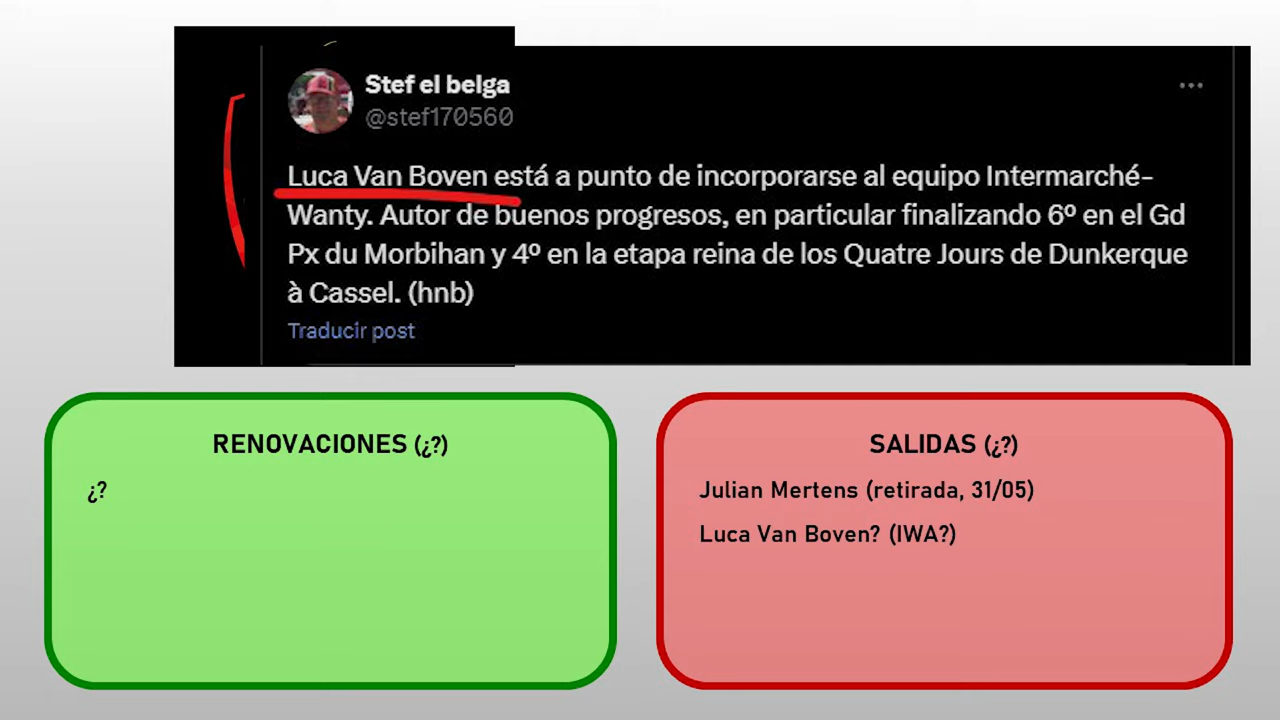 Stef el belga
@stef170560
Luca Van Boven está a punto de incorporarse al equipo Intermarché-
Wanty. Autor de buenos progresos, en particular finalizando 6º en el Gd
Px du Morbihan y 4º en la etapa reina de los Quatre Jours de Dunkerque
à Cassel. (hnb)
Traducir post
RENOVACIONES (¿?)
¿?
SALIDAS (¿?)
Julian Mertens (retirada, 31/05)
Luca Van Boven? (IWA?)